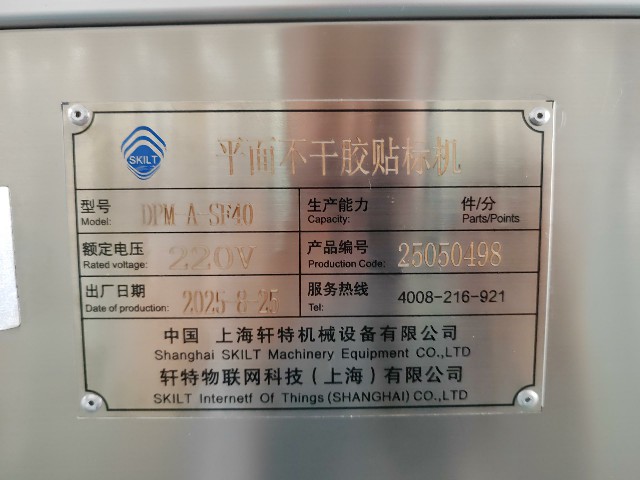 SKILT
平面不干胶贴标机
型号 DPM-A-SF40 生产能力 件/分
Model: Capacity: Parts/Points
额定电压 220V 产品编号 25050498
Rated voltage: Production Code:
出厂日期 2025-8-25 服务热线 4008-216-921
Date of production: Tel:
中国 上海轩特机械设备有限公司
Shanghai SKILT Machinery Equipment CO.,LTD
轩特物联网科技(上海)有限公司
SKILT Internetf Of Things(SHANGHAI) CO.,LTD